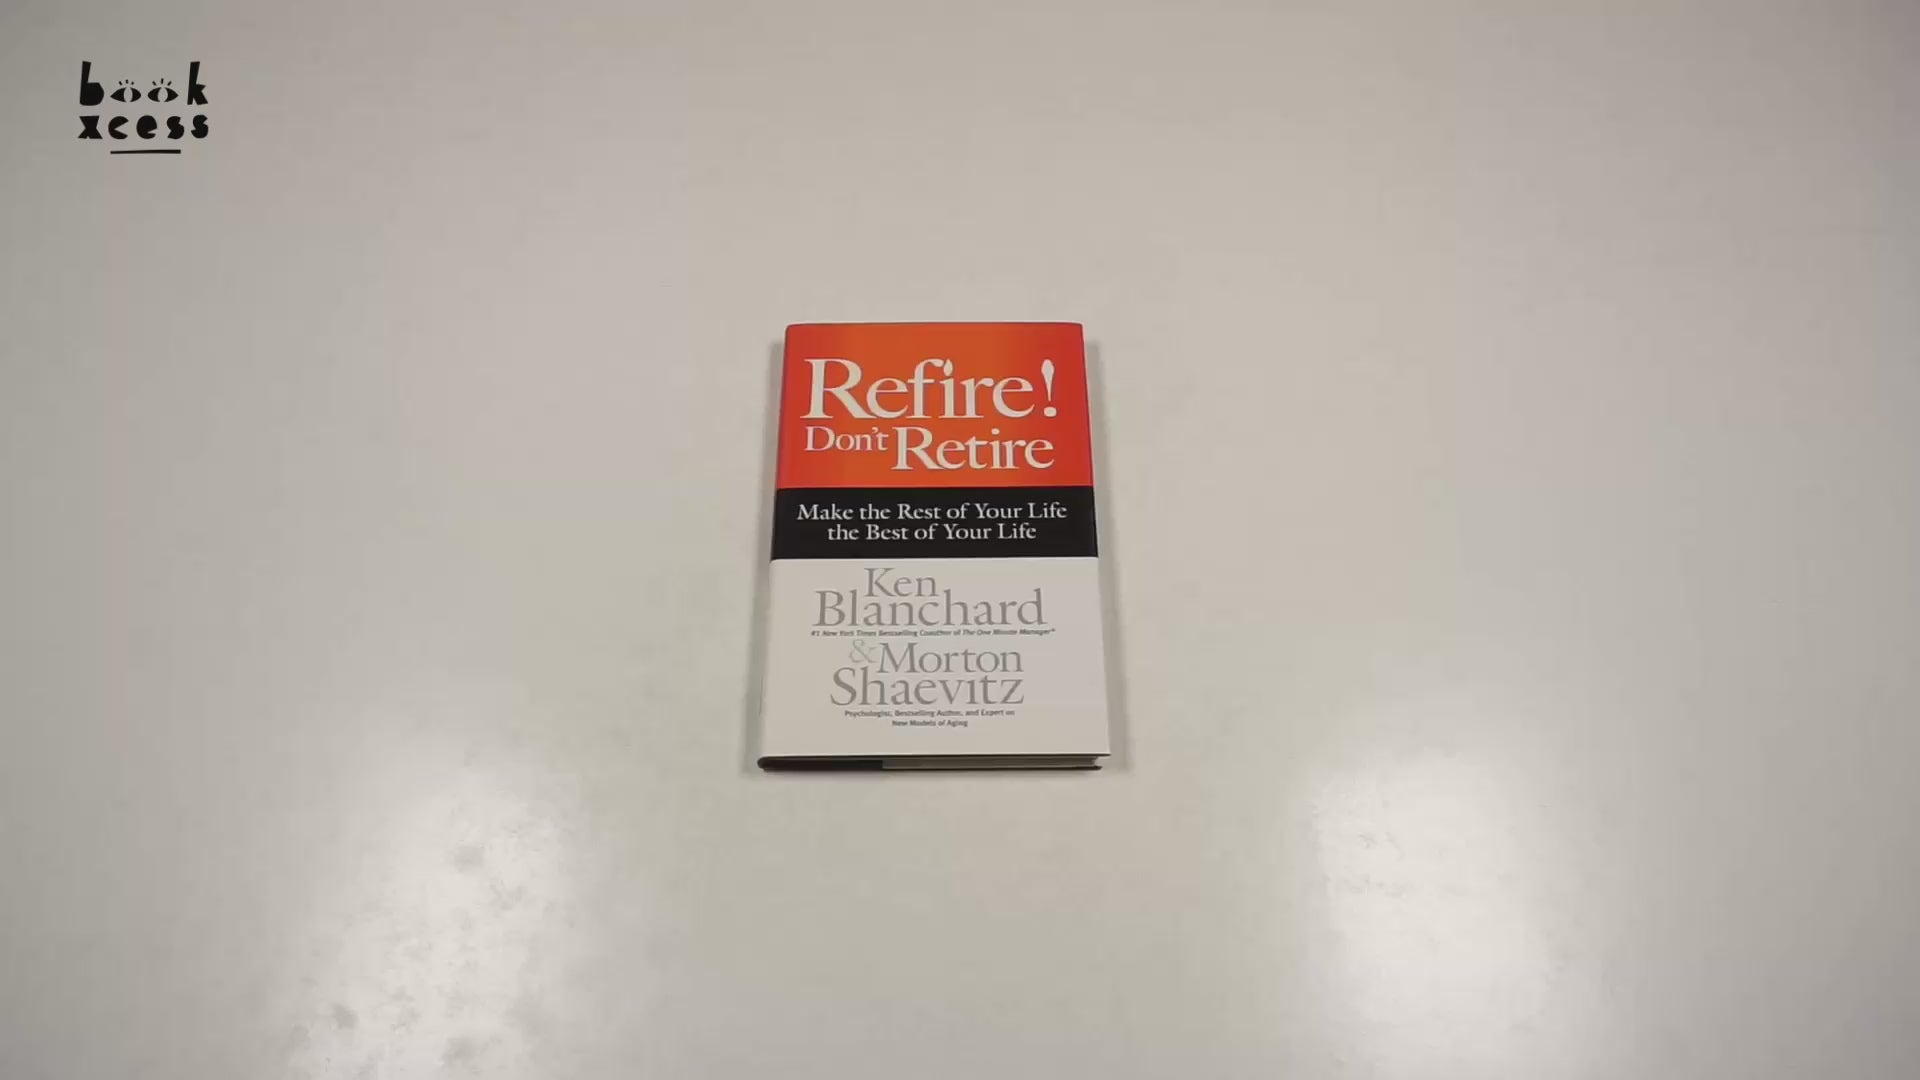 book
xcess
Refire!
Don't Retire
Make the Rest of Your Life
the Best of Your Life
Ken
Blanchard
#1 New York Times Bestselling Coauthor of The One Minute Manager®
& Morton
Shaevitz
Psychologist, Bestselling Author, and Expert on
New Models of Aging